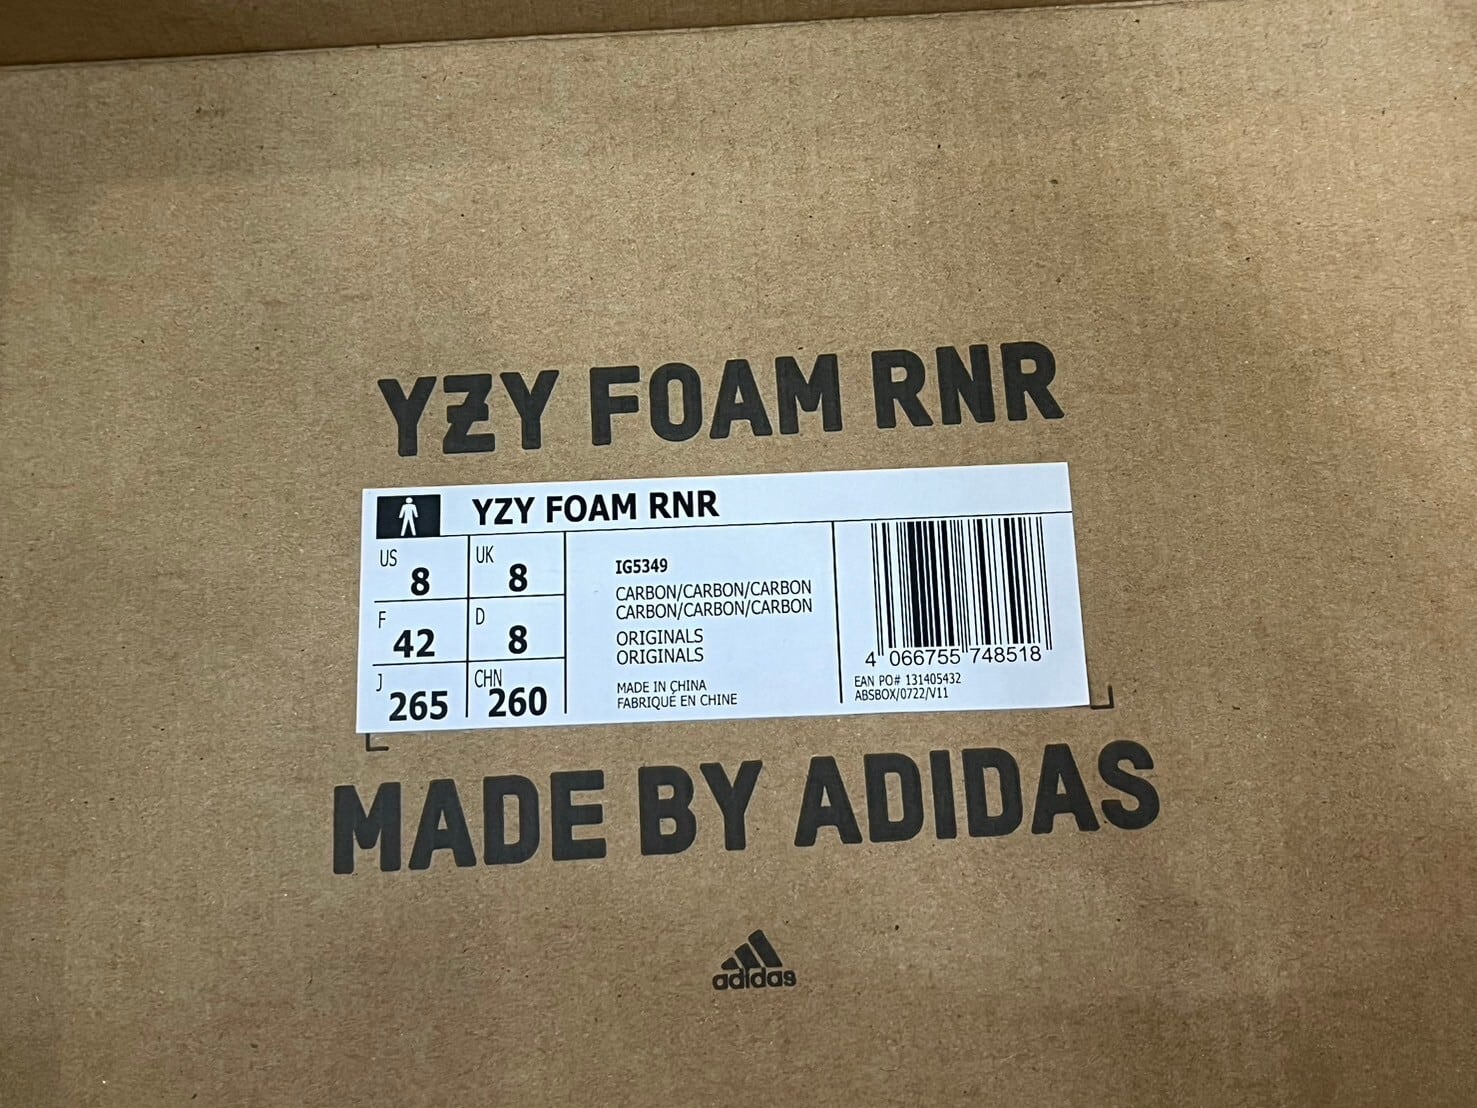 YZY FOAM RNR
YZY FOAM RNR
US 8 UK 8
F 42 D 8
J 265 CHN 260
IG5349
CARBON/CARBON/CARBON
CARBON/CARBON/CARBON
ORIGINALS
ORIGINALS
MADE IN CHINA
FABRIQUÉ EN CHINE
4 066755 748518
EAN PO# 131405432
ABSBOX/0722/V11
MADE BY ADIDAS
adidas